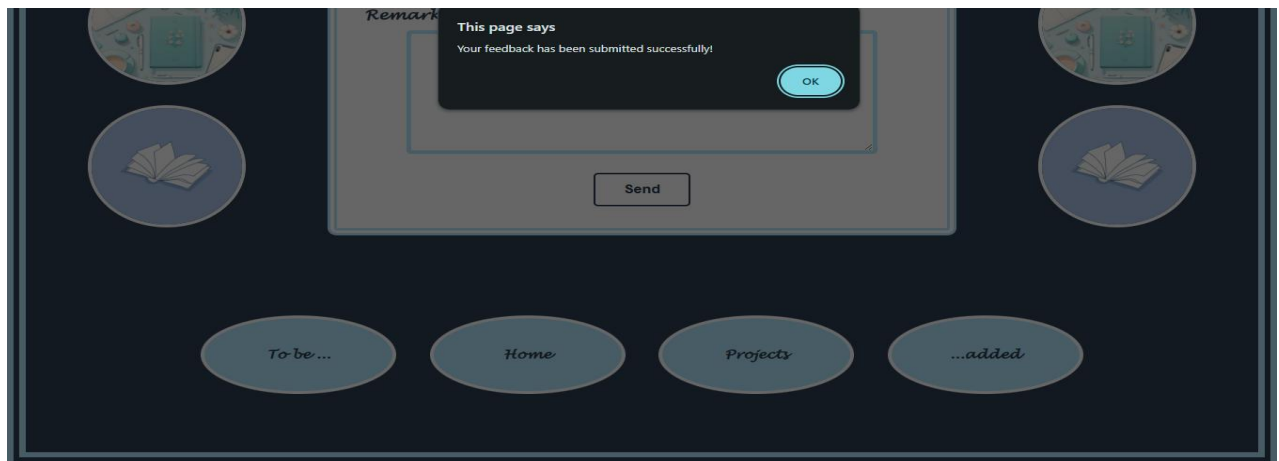 Remark
This page says
Your feedback has been submitted successfully!
OK
Send
To be ...
Home
Projects
...added